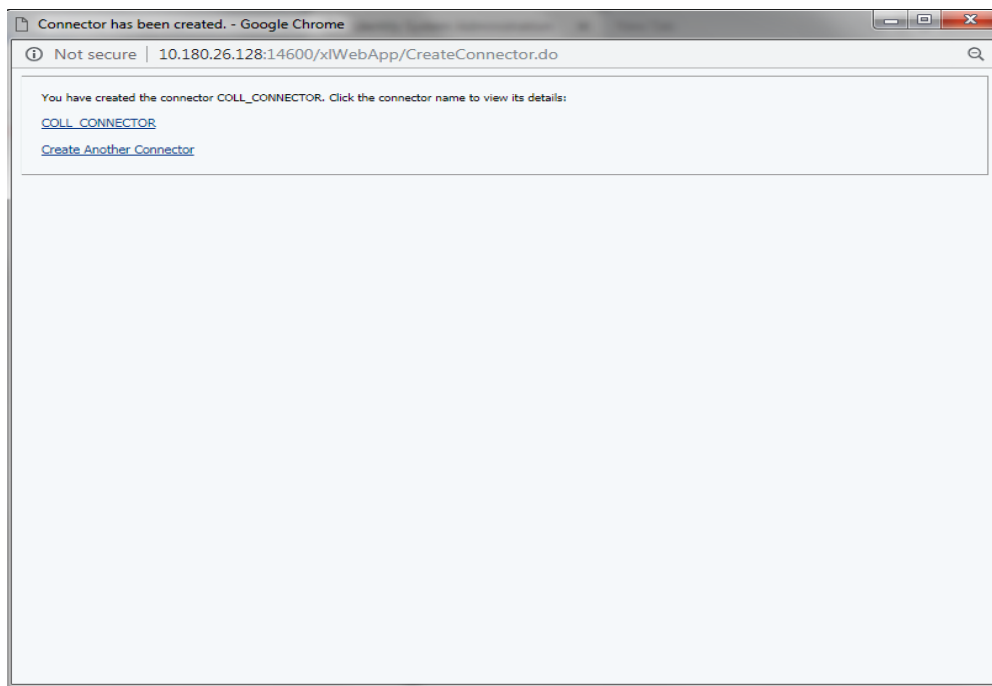 Connector has been created. - Google Chrome
Not secure | 10.180.26.128:14600/xlWebApp/CreateConnector.do
You have created the connector COLL_CONNECTOR. Click the connector name to view its details:
COLL_CONNECTOR
Create Another Connector